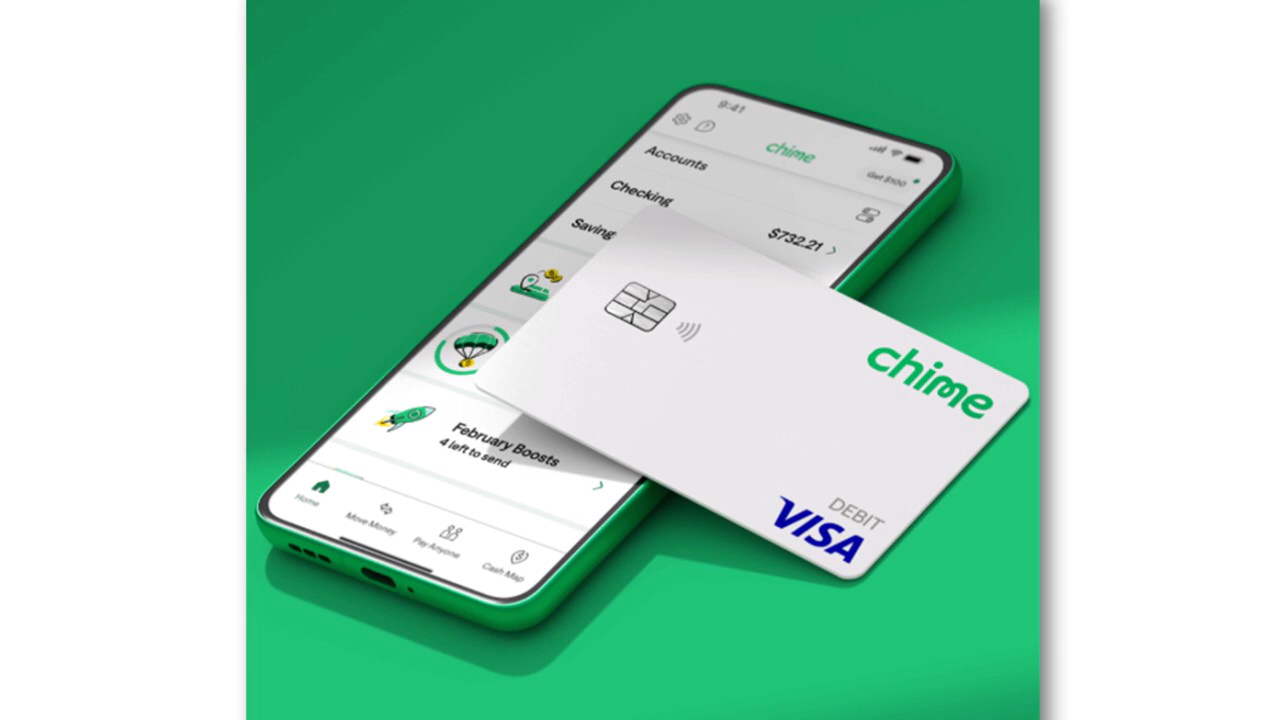 9:41
chime
Get $100
Accounts
Checking
$732.21
Saving
February Boosts
4 left to send
Home
Move Money
Pay Anyone
Cash Map
chime
DEBIT
VISA